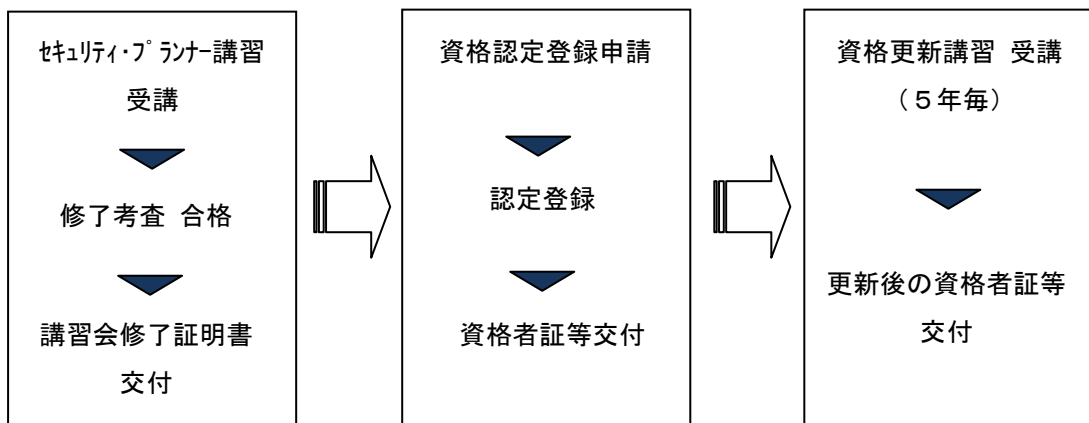 ｾｷｭﾘﾃｨ・ﾌﾟﾗﾝﾅｰ講習
受講
修了考査 合格
講習会修了証明書
交付
資格認定登録申請
認定登録
資格者証等交付
資格更新講習 受講
（５年毎）
更新後の資格者証等
交付